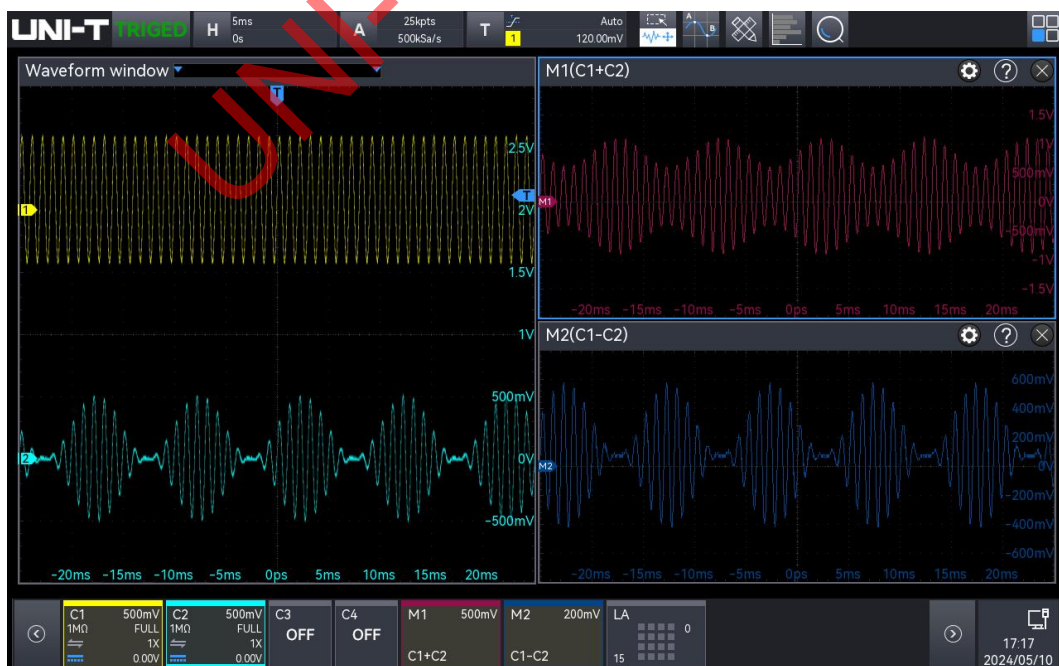 UNI-T TRIGED H 5ms 0s A 25kpts 500kSa/s T 1 Auto 120.00mV A B
UNI-
Waveform window
T
2.5V
T
1 2V
1.5V
1V
500mV
2 0V
-500mV
-20ms -15ms -10ms -5ms 0ps 5ms 10ms 15ms 20ms
M1(C1+C2) ?
1.5V
1V
500mV
M1 0V
-500mV
-1V
-1.5V
-20ms -15ms -10ms -5ms 0ps 5ms 10ms 15ms 20ms
M2(C1-C2) ?
600mV
400mV
200mV
M2 0V
-200mV
-400mV
-600mV
-20ms -15ms -10ms -5ms 0ps 5ms 10ms 15ms 20ms
C1 500mV C2 500mV C3 C4 M1 500mV M2 200mV LA
1MΩ FULL 1MΩ FULL OFF OFF 0
1X 1X
0.00V 0.00V C1+C2 C1-C2 15
17:17
2024/05/10